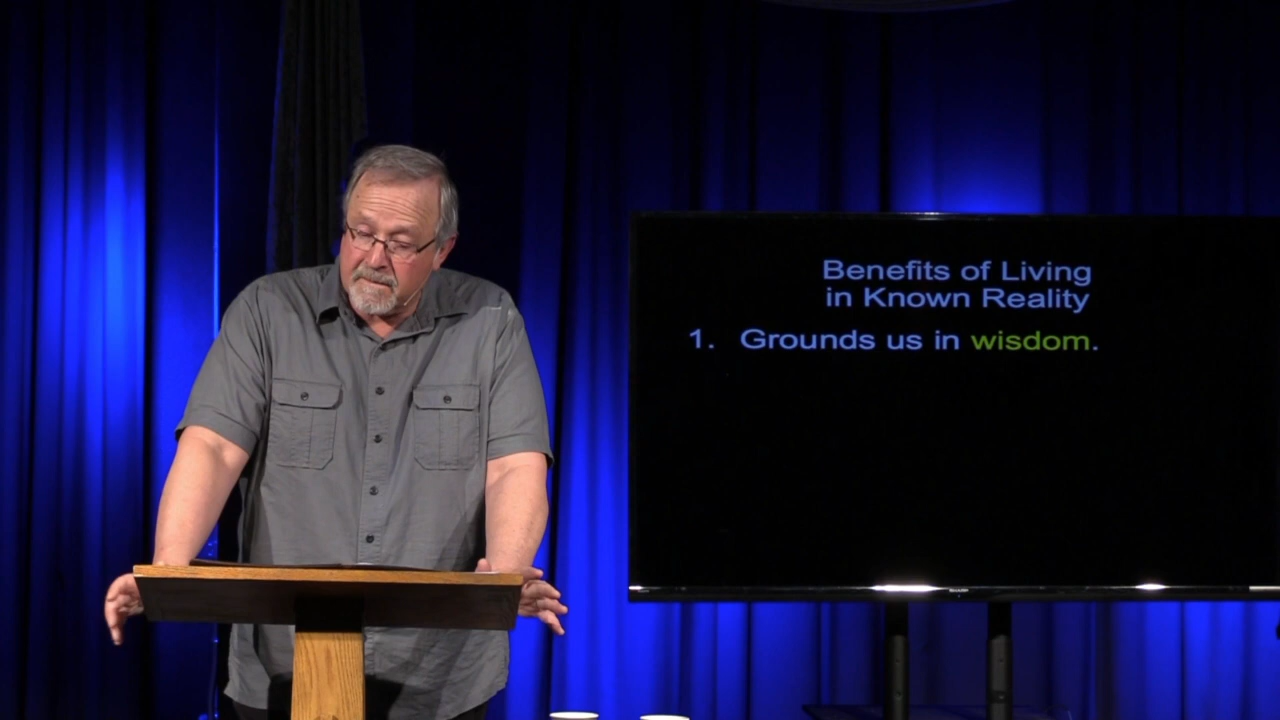 Benefits of Living
in Known Reality
1. Grounds us in wisdom.